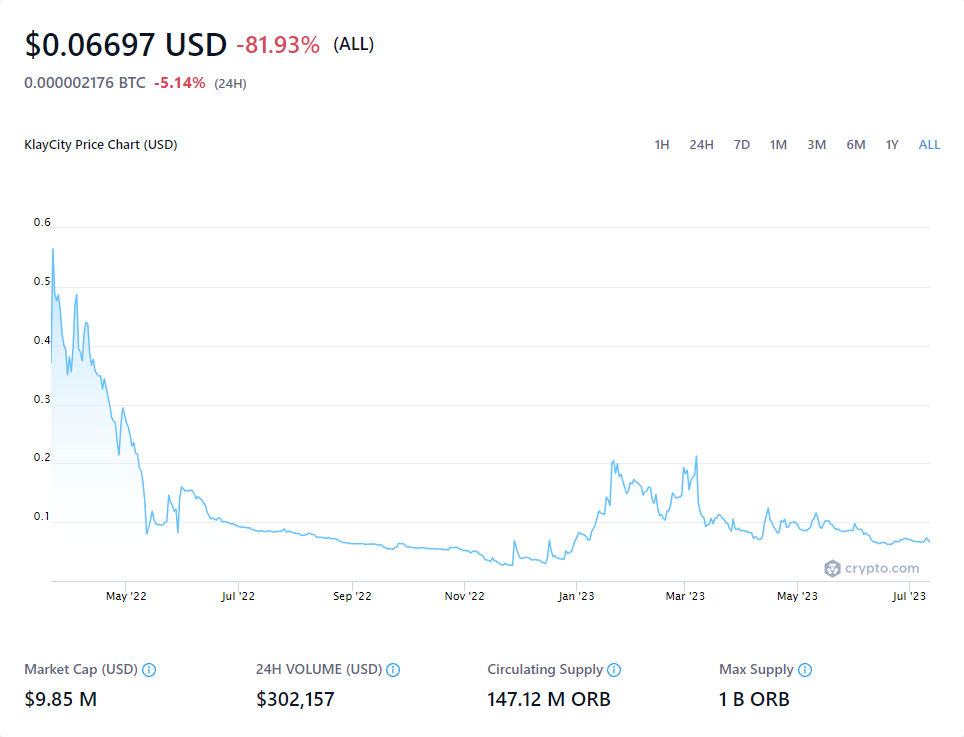 $0.06697 USD -81.93% (ALL)
0.000002176 BTC -5.14% (24H)
KlayCity Price Chart (USD) 1H 24H 7D 1M 3M 6M 1Y ALL
0.6
0.5
0.4
0.3
0.2
0.1
crypto.com
May '22 Jul '22 Sep '22 Nov '22 Jan '23 Mar '23 May '23 Jul '23
Market Cap (USD) 24H VOLUME (USD) Circulating Supply Max Supply
$9.85 M $302,157 147.12 M ORB 1 B ORB